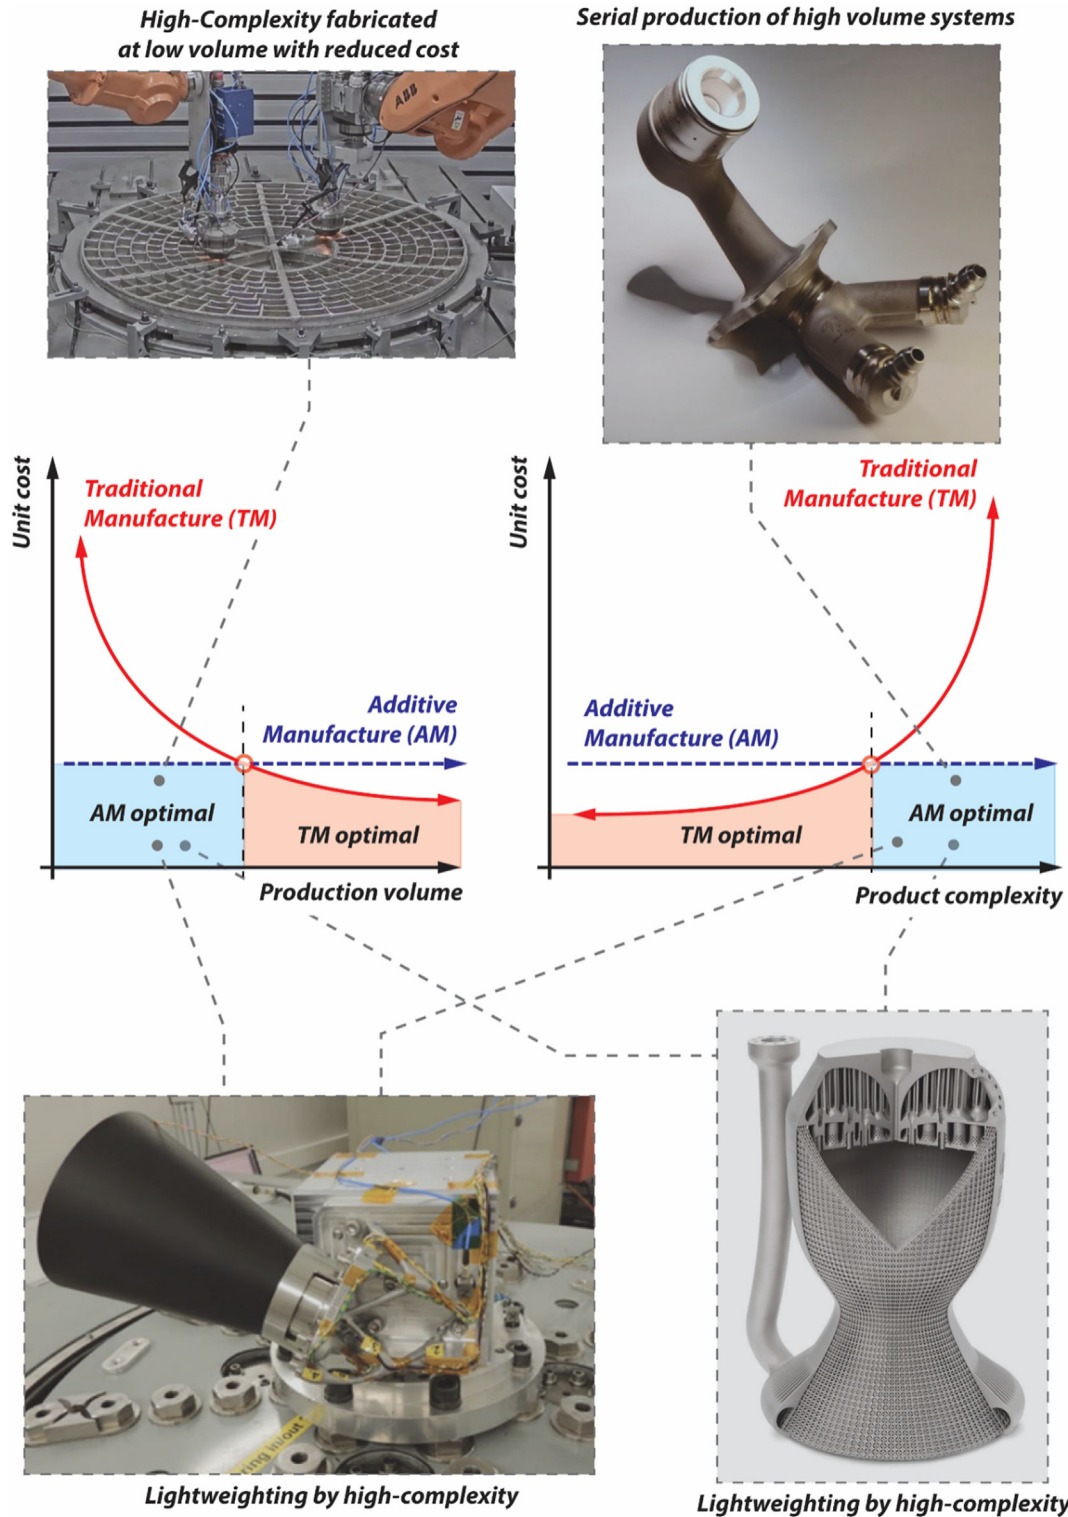 High-Complexity fabricated
at low volume with reduced cost
Serial production of high volume systems
ABB
Unit cost
Traditional
Manufacture (TM)
Additive
Manufacture (AM)
AM optimal
TM optimal
Production volume
Unit cost
Traditional
Manufacture (TM)
Additive
Manufacture (AM)
TM optimal
AM optimal
Product complexity
Lightweighting by high-complexity
Lightweighting by high-complexity